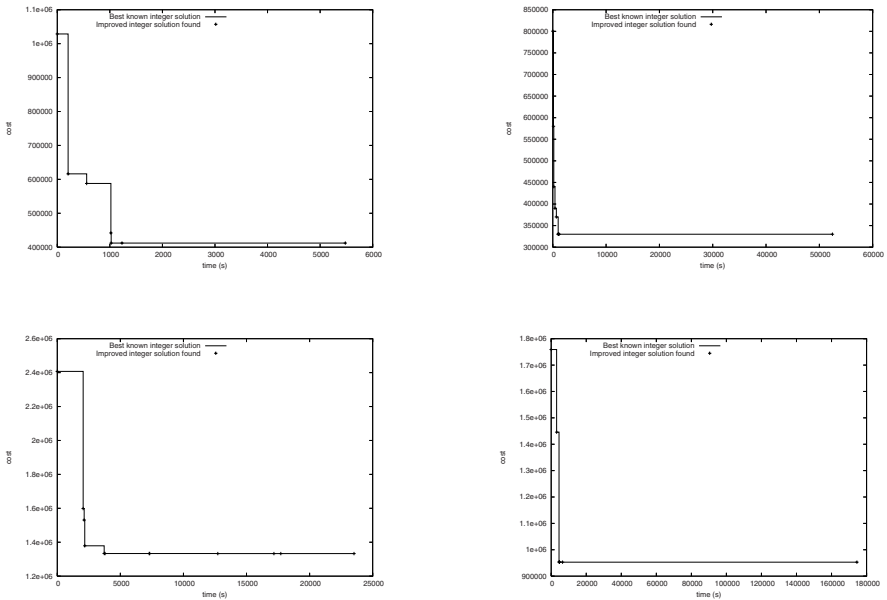 Best known integer solution
Improved integer solution found
1.1e+06
1e+06
900000
800000
700000
600000
500000
400000
cost
0 1000 2000 3000 4000 5000 6000
time (s)
Best known integer solution
Improved integer solution found
850000
800000
750000
700000
650000
600000
550000
500000
450000
400000
350000
300000
cost
0 10000 20000 30000 40000 50000 60000
time (s)
Best known integer solution
Improved integer solution found
2.6e+06
2.4e+06
2.2e+06
2e+06
1.8e+06
1.6e+06
1.4e+06
1.2e+06
cost
0 5000 10000 15000 20000 25000
time (s)
Best known integer solution
Improved integer solution found
1.8e+06
1.7e+06
1.6e+06
1.5e+06
1.4e+06
1.3e+06
1.2e+06
1.1e+06
1e+06
900000
cost
0 20000 40000 60000 80000 100000 120000 140000 160000 180000
time (s)